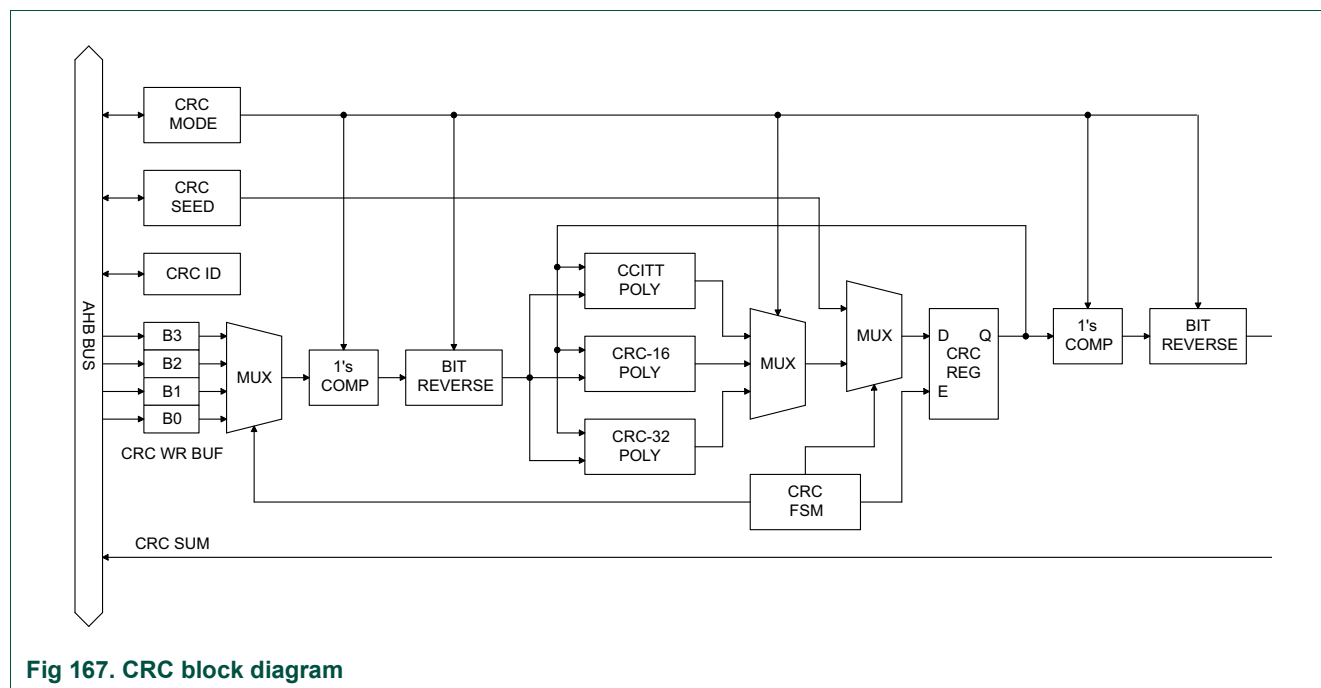 CRC
MODE
CRC
SEED
CRC ID
AHB BUS
B3
B2
B1
B0
CRC WR BUF
MUX
1's
COMP
BIT
REVERSE
CCITT
POLY
CRC-16
POLY
CRC-32
POLY
MUX
MUX
D Q
CRC
REG
E
CRC
FSM
1's
COMP
BIT
REVERSE
CRC SUM
Fig 167. CRC block diagram